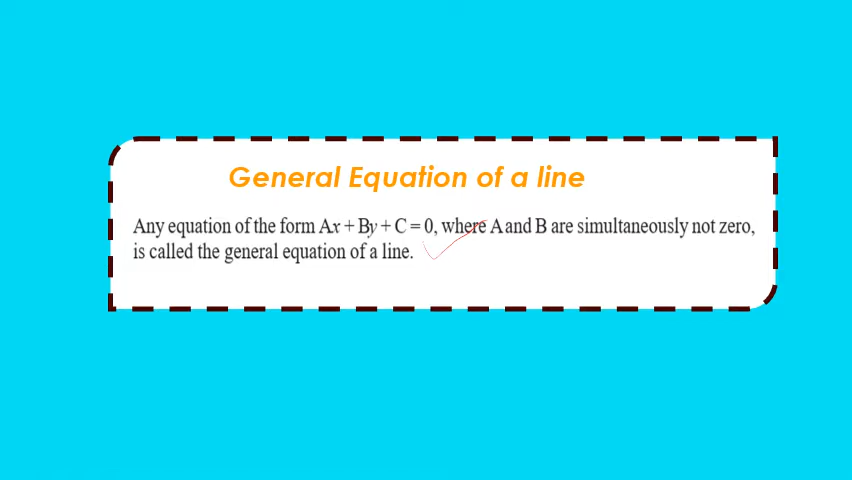 General Equation of a line
Any equation of the form Ax + By + C = 0, where A and B are simultaneously not zero,
is called the general equation of a line.